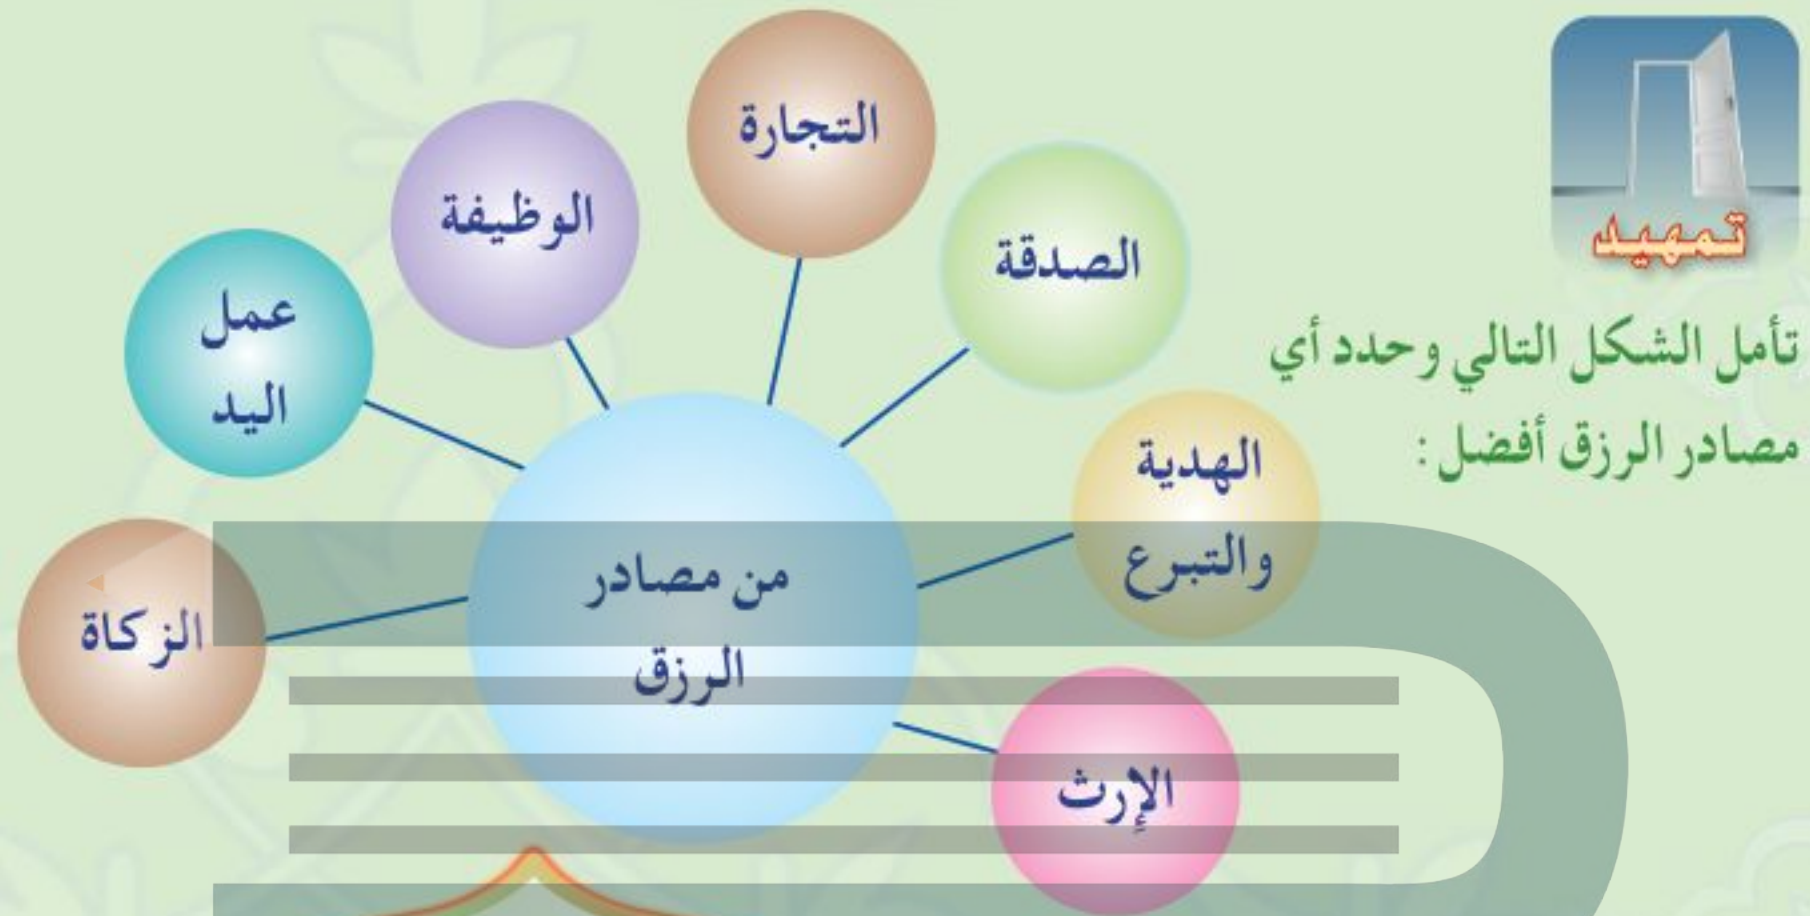 تمهيد
تأمل الشكل التالي وحدد أي
مصادر الرزق أفضل :
من مصادر
الرزق
الإرث
الهدية
والتبرع
الصدقة
التجارة
الوظيفة
عمل
اليد
الزكاة